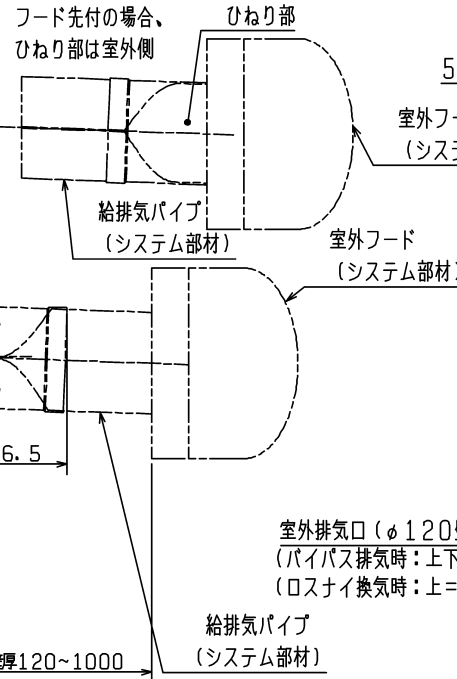 フード先付の場合、
ひねり部は室外側
ひねり部
5
室外フー
(システ
給排気パイプ
(システム部材)
室外フード
(システム部材)
6.5
室外排気口(φ120
(バイパス排気時:上下
(ロスナイ換気時:上=
給排気パイプ
(システム部材)
厚120~1000